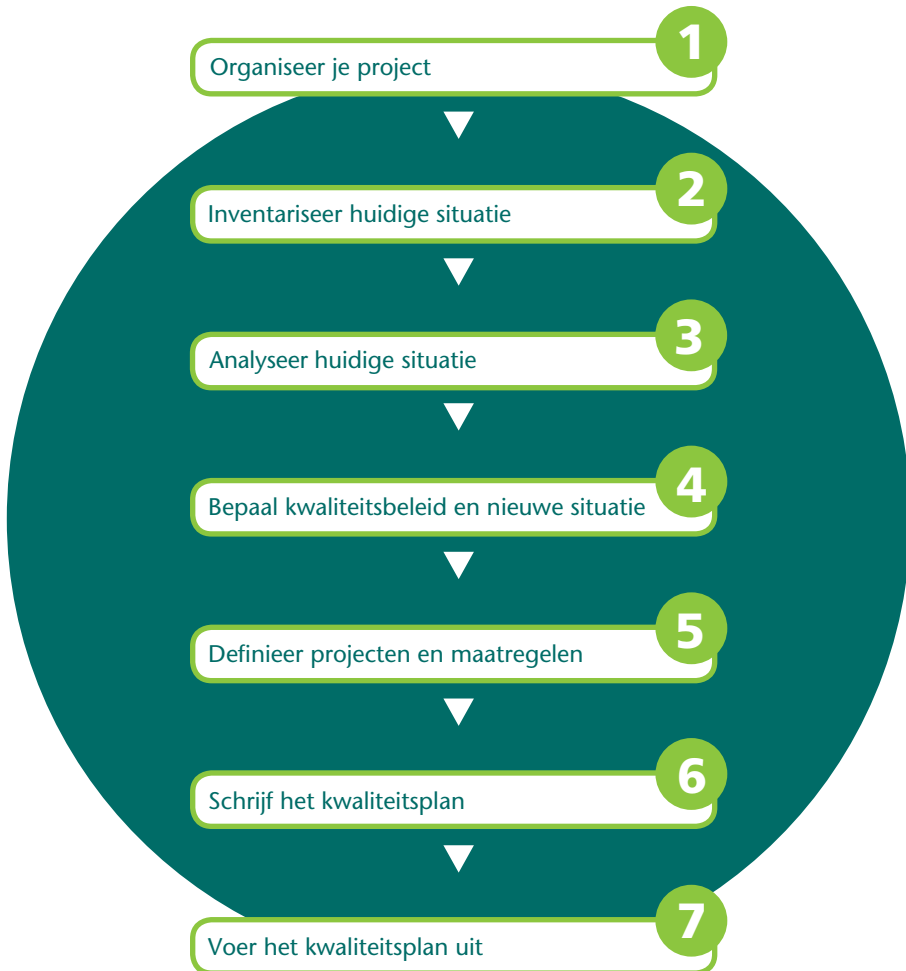 1
Organiseer je project
2
Inventariseer huidige situatie
3
Analyseer huidige situatie
4
Bepaal kwaliteitsbeleid en nieuwe situatie
5
Definieer projecten en maatregelen
6
Schrijf het kwaliteitsplan
7
Voer het kwaliteitsplan uit